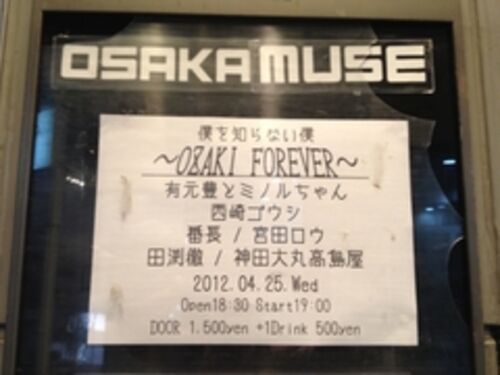 OSAKA MUSE
僕を知らない僕
〜OZAKI FOREVER〜
有元豊とミノルちゃん
西崎ゴウシ
番長 / 宮田ロウ
田渕徹 / 神田大丸高島屋
2012.04.25.Wed
Open18:30 Start19:00
DOOR 1.500yen +1Drink 500yen